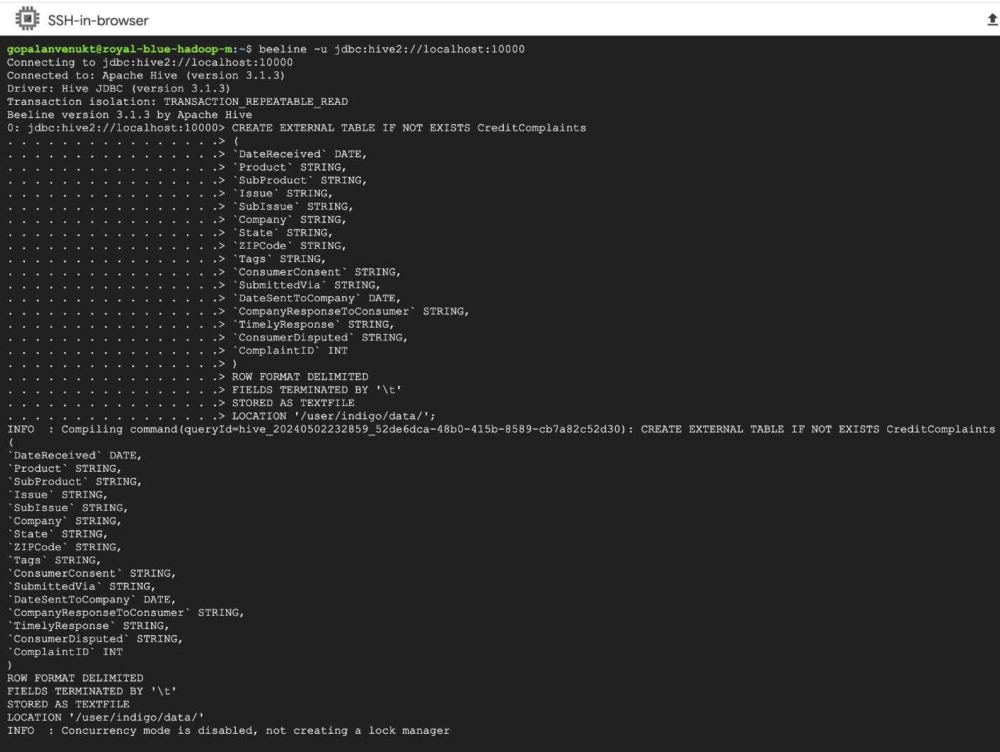 SSH-in-browser
gopalanvenukt@royal-blue-hadoop-m:~$ beeline -u jdbc:hive2://localhost:10000
Connecting to jdbc:hive2://localhost:10000
Connected to: Apache Hive (version 3.1.3)
Driver: Hive JDBC (version 3.1.3)
Transaction isolation: TRANSACTION_REPEATABLE_READ
Beeline version 3.1.3 by Apache Hive
0: jdbc:hive2://localhost:10000> CREATE EXTERNAL TABLE IF NOT EXISTS CreditComplaints
. . . . . . . . . . . . . . . .> (
. . . . . . . . . . . . . . . .> `DateReceived` DATE,
. . . . . . . . . . . . . . . .> `Product` STRING,
. . . . . . . . . . . . . . . .> `SubProduct` STRING,
. . . . . . . . . . . . . . . .> `Issue` STRING,
. . . . . . . . . . . . . . . .> `SubIssue` STRING,
. . . . . . . . . . . . . . . .> `Company` STRING,
. . . . . . . . . . . . . . . .> `State` STRING,
. . . . . . . . . . . . . . . .> `ZIPCode` STRING,
. . . . . . . . . . . . . . . .> `Tags` STRING,
. . . . . . . . . . . . . . . .> `ConsumerConsent` STRING,
. . . . . . . . . . . . . . . .> `SubmittedVia` STRING,
. . . . . . . . . . . . . . . .> `DateSentToCompany` DATE,
. . . . . . . . . . . . . . . .> `CompanyResponseToConsumer` STRING,
. . . . . . . . . . . . . . . .> `TimelyResponse` STRING,
. . . . . . . . . . . . . . . .> `ConsumerDisputed` STRING,
. . . . . . . . . . . . . . . .> `ComplaintID` INT
. . . . . . . . . . . . . . . .> )
. . . . . . . . . . . . . . . .> ROW FORMAT DELIMITED
. . . . . . . . . . . . . . . .> FIELDS TERMINATED BY '\t'
. . . . . . . . . . . . . . . .> STORED AS TEXTFILE
. . . . . . . . . . . . . . . .> LOCATION '/user/indigo/data/';
INFO  : Compiling command(queryId=hive_20240502232859_52de6dca-48b0-415b-8589-cb7a82c52d30): CREATE EXTERNAL TABLE IF NOT EXISTS CreditComplaints
(
`DateReceived` DATE,
`Product` STRING,
`SubProduct` STRING,
`Issue` STRING,
`SubIssue` STRING,
`Company` STRING,
`State` STRING,
`ZIPCode` STRING,
`Tags` STRING,
`ConsumerConsent` STRING,
`SubmittedVia` STRING,
`DateSentToCompany` DATE,
`CompanyResponseToConsumer` STRING,
`TimelyResponse` STRING,
`ConsumerDisputed` STRING,
`ComplaintID` INT
)
ROW FORMAT DELIMITED
FIELDS TERMINATED BY '\t'
STORED AS TEXTFILE
LOCATION '/user/indigo/data/'
INFO  : Concurrency mode is disabled, not creating a lock manager